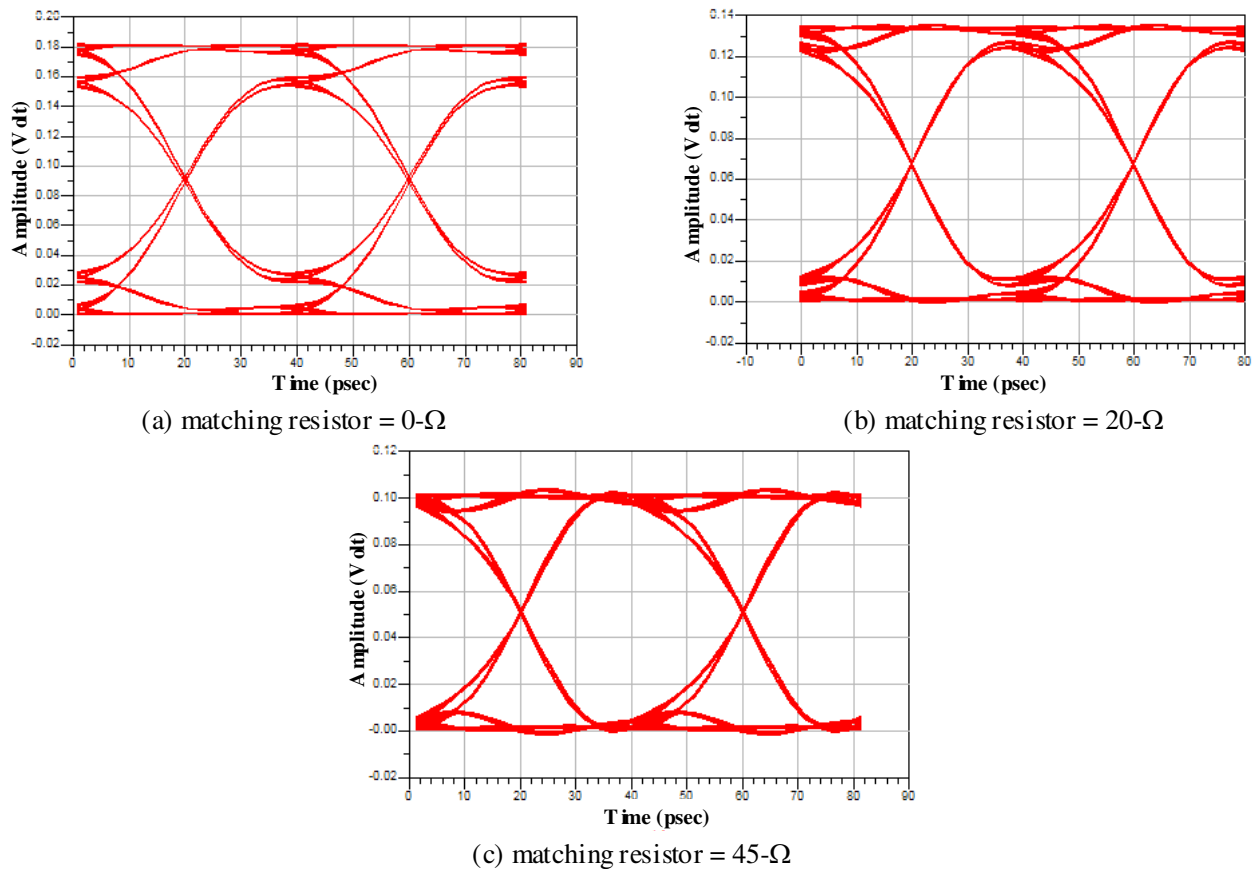 0.20
0.18
0.16
0.14
0.12
0.10
0.08
0.06
0.04
0.02
0.00
-0.02
0 10 20 30 40 50 60 70 80 90
Amplitude (Volt)
Time (psec)
(a) matching resistor = 0-Ω
0.14
0.12
0.10
0.08
0.06
0.04
0.02
0.00
-0.02
-10 0 10 20 30 40 50 60 70 80
Amplitude (Volt)
Time (psec)
(b) matching resistor = 20-Ω
0.12
0.10
0.08
0.06
0.04
0.02
-0.00
-0.02
0 10 20 30 40 50 60 70 80 90
Amplitude (Volt)
Time (psec)
(c) matching resistor = 45-Ω